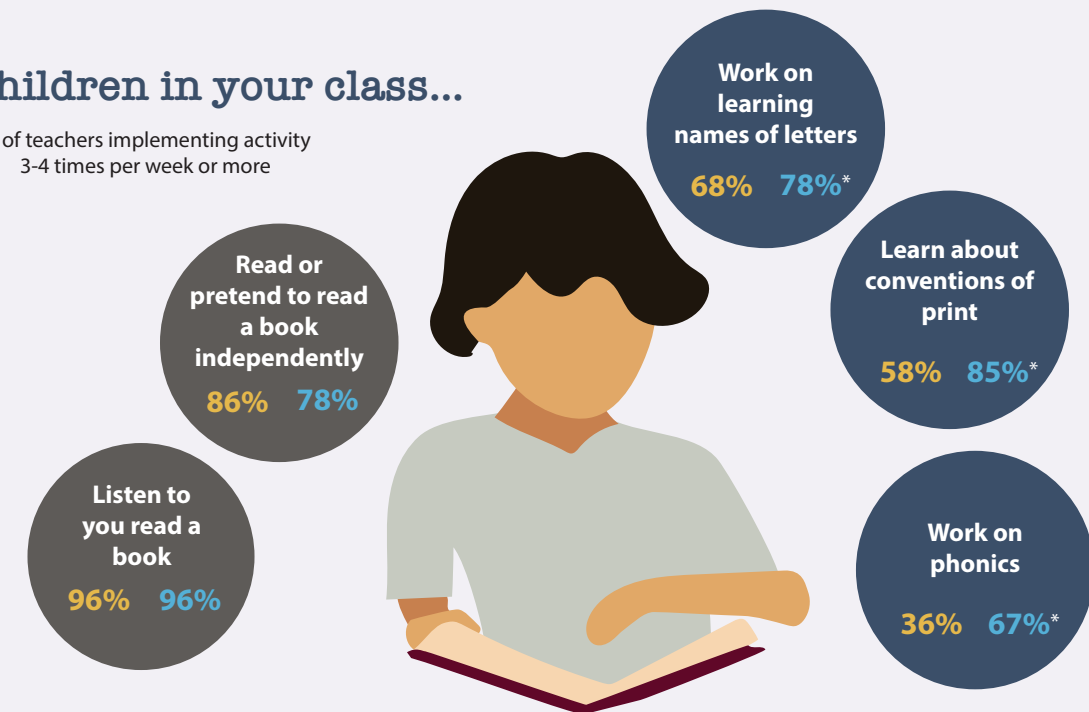 hildren in your class...
of teachers implementing activity
3-4 times per week or more
Read or
pretend to read
a book
independently
86% 78%
Listen to
you read a
book
96% 96%
Work on
learning
names of letters
68% 78%*
Learn about
conventions of
print
58% 85%*
Work on
phonics
36% 67%*